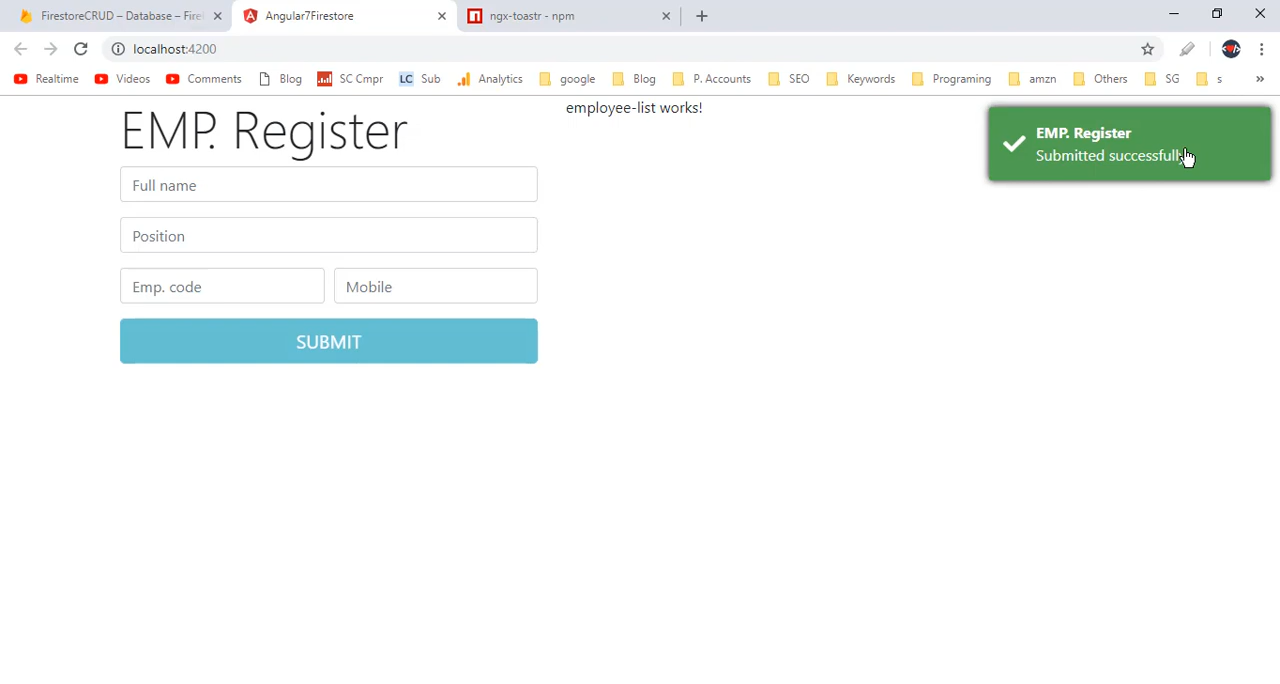 FirestoreCRUD – Database – Fire
Angular7Firestore
ngx-toastr - npm
localhost:4200
Realtime
Videos
Comments
Blog
SC Cmpr
LC Sub
Analytics
google
Blog
P. Accounts
SEO
Keywords
Programing
amzn
Others
SG
s
»
EMP. Register
employee-list works!
EMP. Register
Submitted successfully
Full name
Position
Emp. code
Mobile
SUBMIT